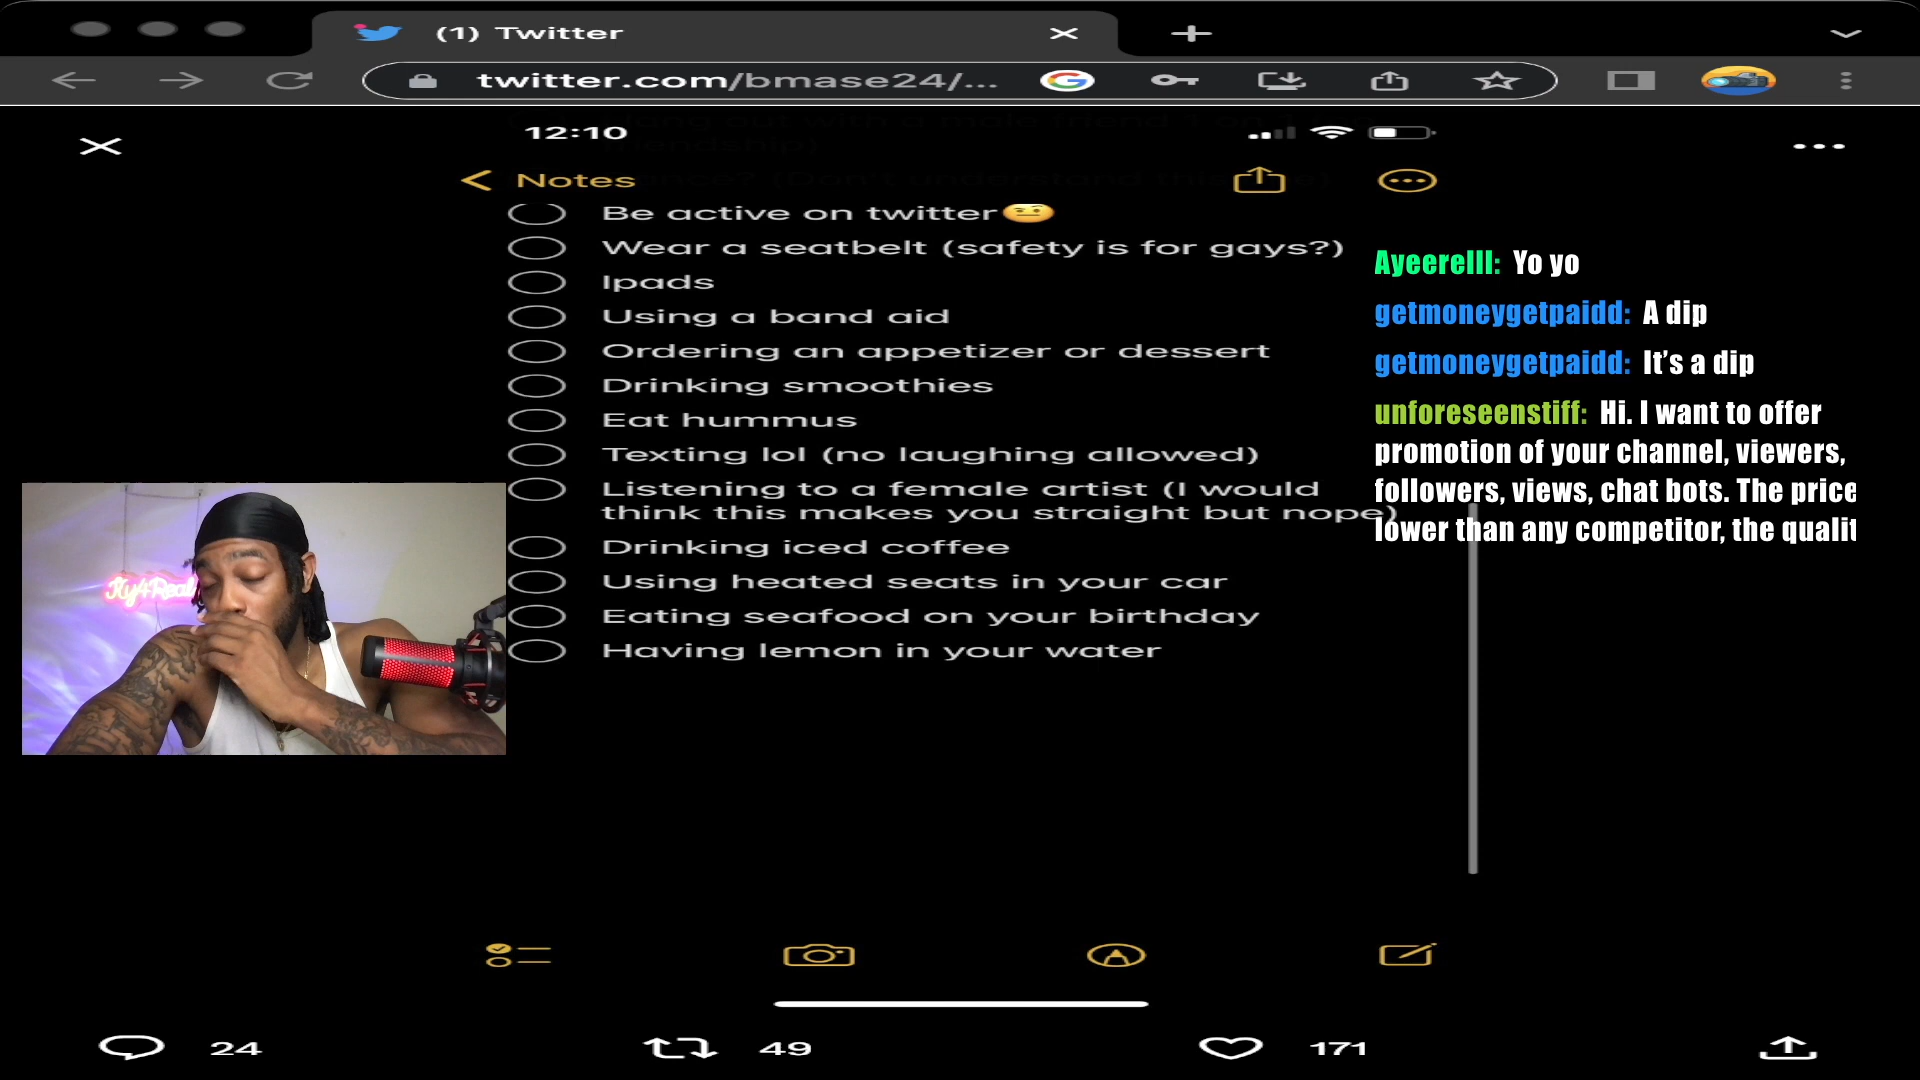 (1) Twitter
twitter.com/bmase24/...
12:10
Notes
Be active on twitter🤨
Wear a seatbelt (safety is for gays?)
Ipads
Using a band aid
Ordering an appetizer or dessert
Drinking smoothies
Eat hummus
Texting lol (no laughing allowed)
Listening to a female artist (I would
think this makes you straight but nope)
Drinking iced coffee
Using heated seats in your car
Eating seafood on your birthday
Having lemon in your water
Ayeerelll: Yo yo
getmoneygetpaidd: A dip
getmoneygetpaidd: It's a dip
unforeseenstiff: Hi. I want to offer
promotion of your channel, viewers,
followers, views, chat bots. The price
lower than any competitor, the qualit
Ky4Real
24
49
171